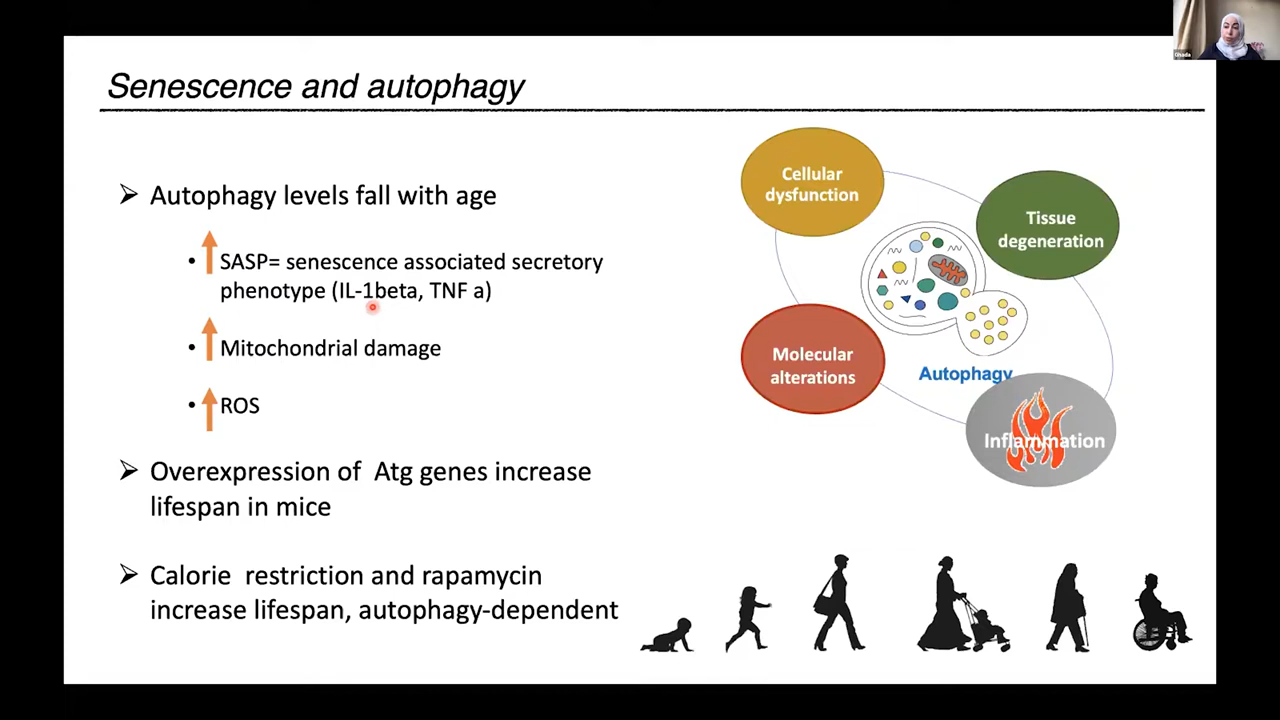 Senescence and autophagy
➢ Autophagy levels fall with age
• SASP= senescence associated secretory
phenotype (IL-1beta, TNF a)
• Mitochondrial damage
• ROS
➢ Overexpression of Atg genes increase
lifespan in mice
➢ Calorie restriction and rapamycin
increase lifespan, autophagy-dependent
Cellular
dysfunction
Tissue
degeneration
Molecular
alterations
Autophagy
Inflammation
Ghada